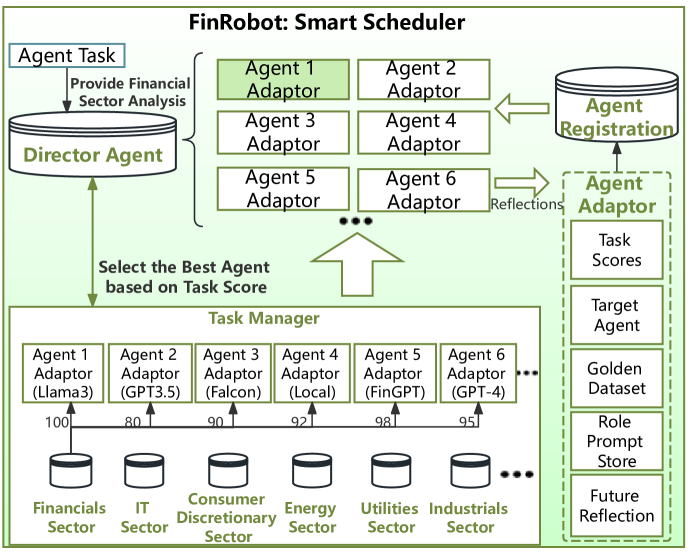 FinRobot: Smart Scheduler
Agent Task
Provide Financial
Sector Analysis
Director Agent
Agent 1
Adaptor
Agent 2
Adaptor
Agent 3
Adaptor
Agent 4
Adaptor
Agent 5
Adaptor
Agent 6
Adaptor
Agent
Registration
Reflections
Agent
Adaptor
Task
Scores
Target
Agent
Golden
Dataset
Role
Prompt
Store
Future
Reflection
Select the Best Agent
based on Task Score
Task Manager
Agent 1
Adaptor
(Llama3)
Agent 2
Adaptor
(GPT3.5)
Agent 3
Adaptor
(Falcon)
Agent 4
Adaptor
(Local)
Agent 5
Adaptor
(FinGPT)
Agent 6
Adaptor
(GPT-4)
100
80
90
92
98
95
Financials
Sector
IT
Sector
Consumer
Discretionary
Sector
Energy
Sector
Utilities
Sector
Industrials
Sector